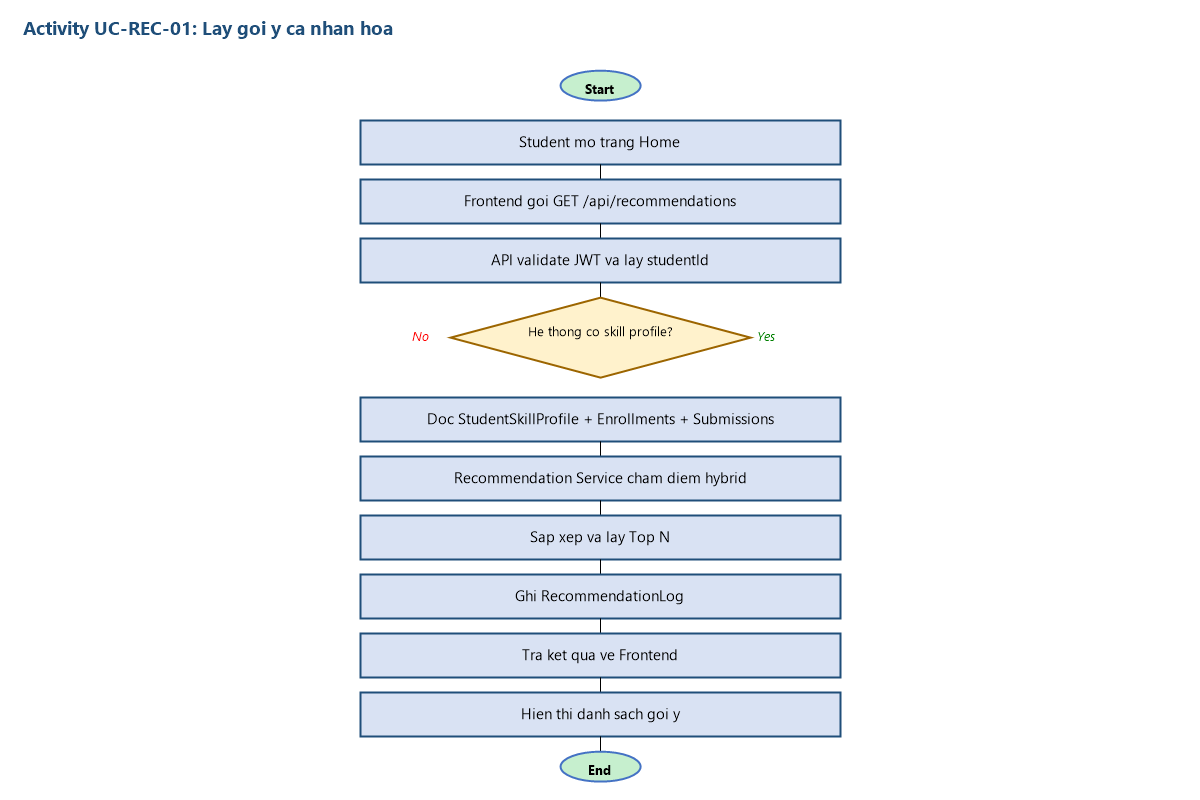 Activity UC-REC-01: Lay goi y ca nhan hoa
Start
Student mo trang Home
Frontend goi GET /api/recommendations
API validate JWT va lay studentId
He thong co skill profile?
No
Yes
Doc StudentSkillProfile + Enrollments + Submissions
Recommendation Service cham diem hybrid
Sap xep va lay Top N
Ghi RecommendationLog
Tra ket qua ve Frontend
Hien thi danh sach goi y
End